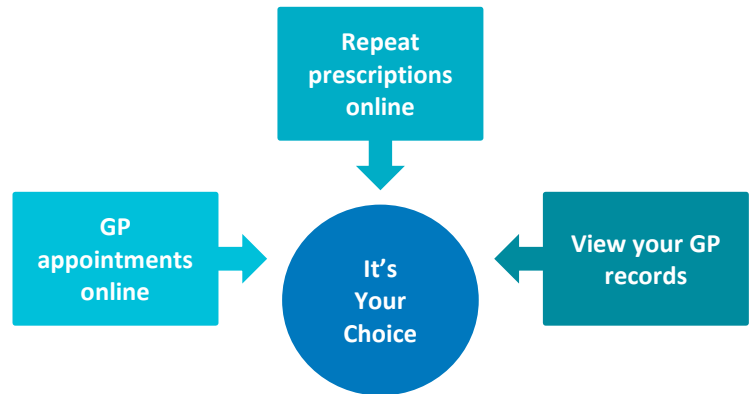 Repeat
prescriptions
online
GP
appointments
online
It’s
Your
Choice
View your GP
records